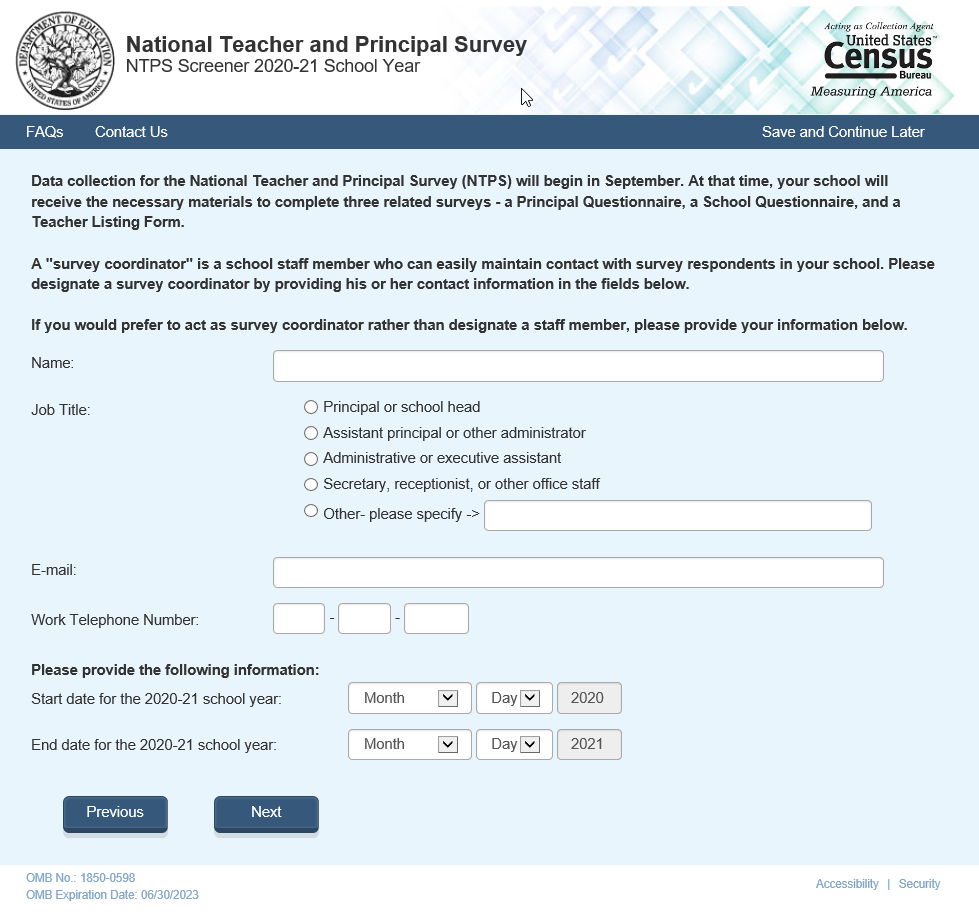 DEPARTMENT OF EDUCATION
UNITED STATES OF AMERICA
National Teacher and Principal Survey
NTPS Screener 2020-21 School Year
Acting as Collection Agent
United States™
Census
Bureau
Measuring America
FAQs Contact Us Save and Continue Later
Data collection for the National Teacher and Principal Survey (NTPS) will begin in September. At that time, your school will
receive the necessary materials to complete three related surveys - a Principal Questionnaire, a School Questionnaire, and a
Teacher Listing Form.
A "survey coordinator" is a school staff member who can easily maintain contact with survey respondents in your school. Please
designate a survey coordinator by providing his or her contact information in the fields below.
If you would prefer to act as survey coordinator rather than designate a staff member, please provide your information below.
Name:
Job Title:
Principal or school head
Assistant principal or other administrator
Administrative or executive assistant
Secretary, receptionist, or other office staff
Other- please specify ->
E-mail:
Work Telephone Number: - -
Please provide the following information:
Start date for the 2020-21 school year: Month Day 2020
End date for the 2020-21 school year: Month Day 2021
Previous Next
OMB No.: 1850-0598
OMB Expiration Date: 06/30/2023
Accessibility | Security